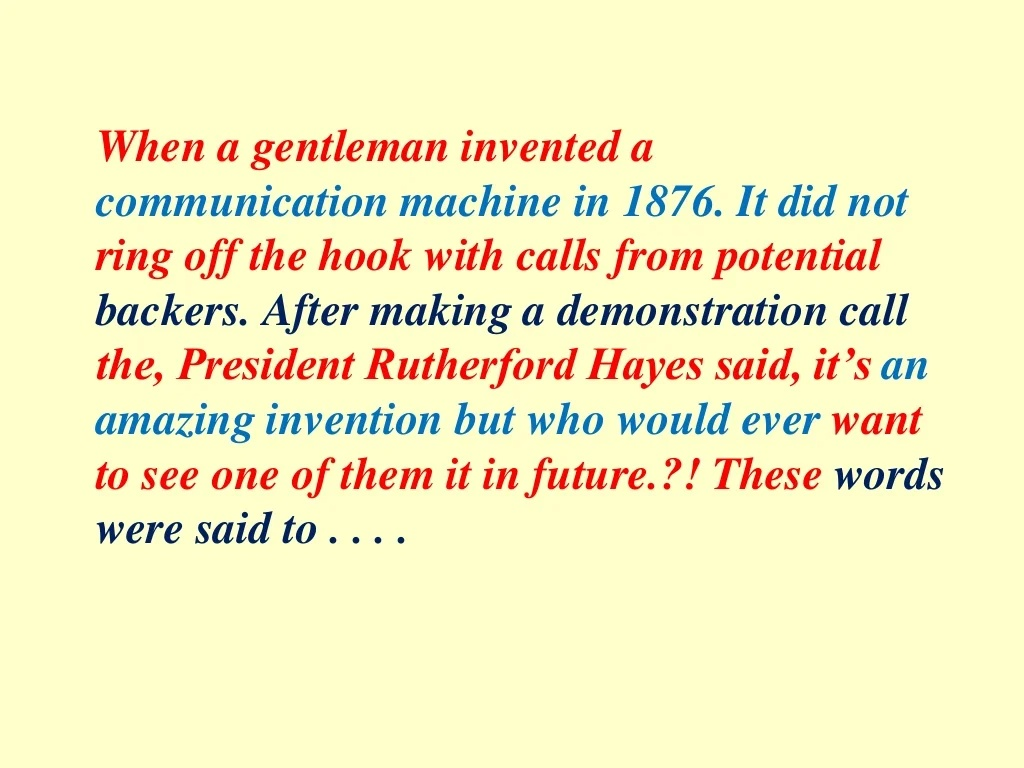 When a gentleman invented a
communication machine in 1876. It did not
ring off the hook with calls from potential
backers. After making a demonstration call
the, President Rutherford Hayes said, it’s an
amazing invention but who would ever want
to see one of them it in future.?! These words
were said to . . . .